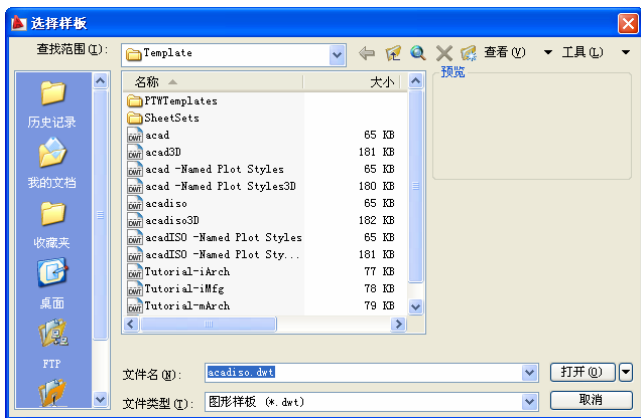 选择样板
查找范围(I): Template 查看(V) 工具(L)
名称 大小 预览
PTWTemplates
SheetSets
acad 65 KB
acad3D 181 KB
acad -Named Plot Styles 65 KB
acad -Named Plot Styles3D 180 KB
acadiso 65 KB
acadiso3D 182 KB
acadISO -Named Plot Styles 65 KB
acadISO -Named Plot Sty... 181 KB
Tutorial-iArch 77 KB
Tutorial-iMfg 78 KB
Tutorial-mArch 79 KB
历史记录
我的文档
收藏夹
桌面
FTP
文件名(N): acadiso.dwt 打开(O)
文件类型(T): 图形样板 (*.dwt) 取消